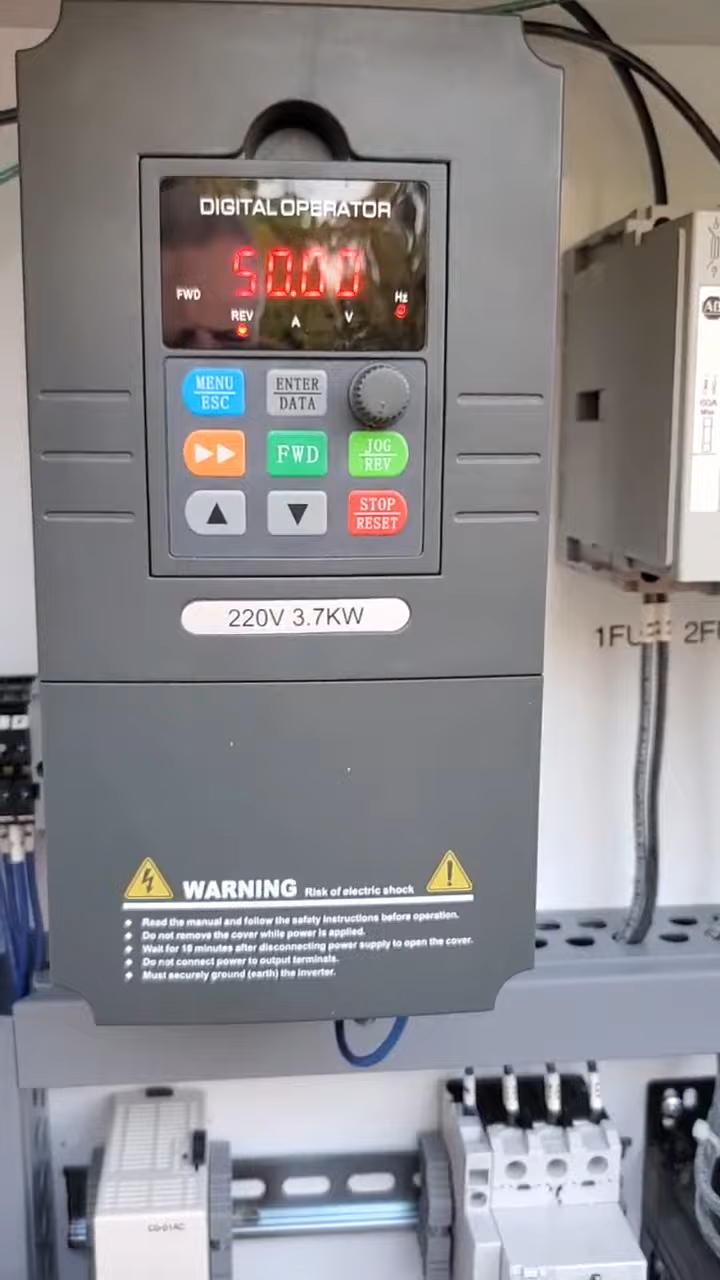 DIGITAL OPERATOR
50.00
FWD
Hz
REV
A
V
MENU
ESC
ENTER
DATA
FWD
JOG
REV
STOP
RESET
220V 3.7KW
1FU
2FU
WARNING Risk of electric shock
Read the manual and follow the safety instructions before operation.
Do not remove the cover while power is applied.
Wait for 10 minutes after disconnecting power supply to open the cover.
Do not connect power to output terminals.
Must securely ground (earth) the inverter.
60A